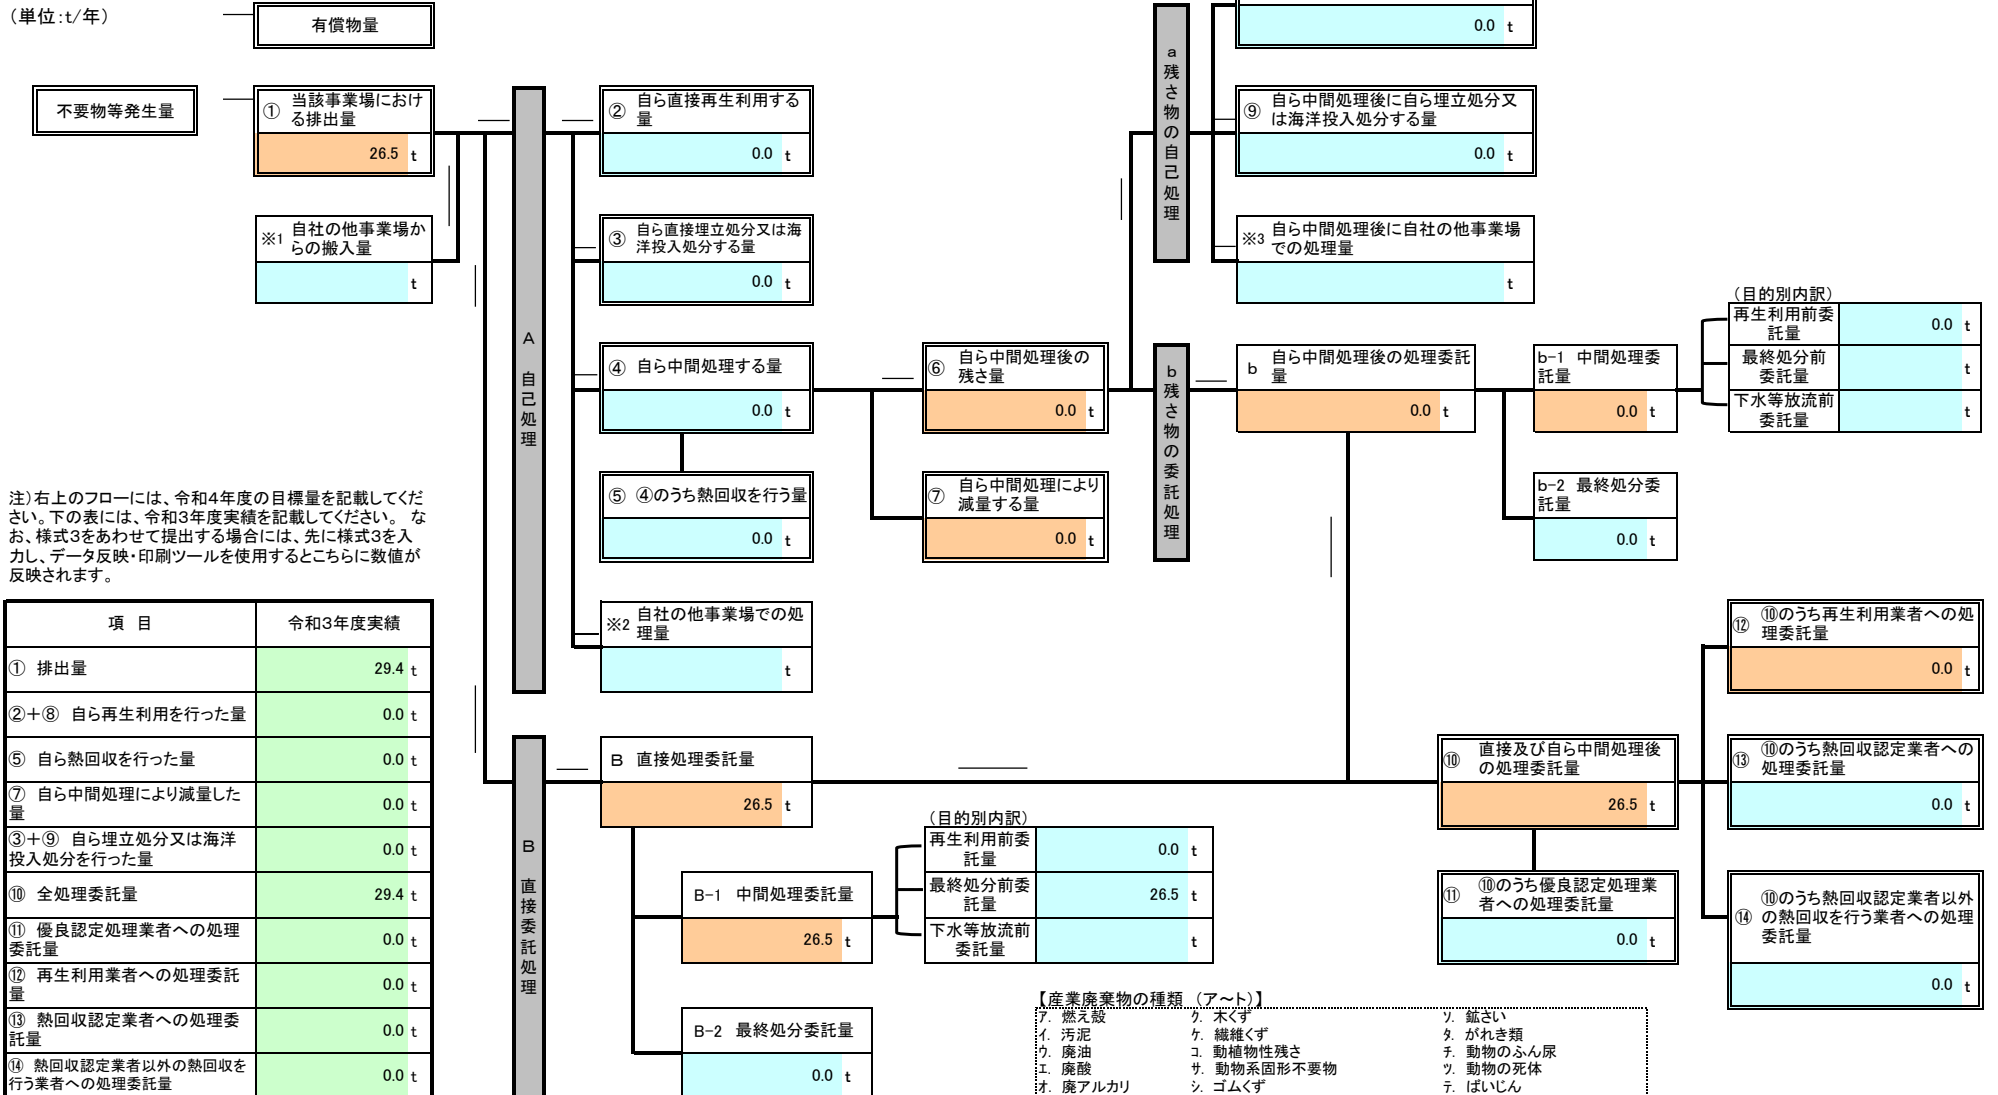 （単位：t/年）
有償物量
0.0 t
不要物等発生量
① 当該事業場におけ
る排出量
26.5 t
※1 自社の他事業場か
らの搬入量
t
A 自己処理
② 自ら直接再生利用する
量
0.0 t
③ 自ら直接埋立処分又は海
洋投入処分する量
0.0 t
④ 自ら中間処理する量
0.0 t
⑤ ④のうち熱回収を行う量
0.0 t
※2 自社の他事業場での処
理量
t
⑥ 自ら中間処理後の
残さ量
0.0 t
⑦ 自ら中間処理により
減量する量
0.0 t
a 残さ物の自己処理
⑨ 自ら中間処理後に自ら埋立処分又
は海洋投入処分する量
0.0 t
※3 自ら中間処理後に自社の他事業場
での処理量
t
b 残さ物の委託処理
b 自ら中間処理後の処理委託
量
0.0 t
b-1 中間処理委
託量
0.0 t
b-2 最終処分委
託量
0.0 t
（目的別内訳）
再生利用前委
託量
0.0 t
最終処分前
委託量
t
下水等放流前
委託量
t
注）右上のフローには、令和4年度の目標量を記載してくだ
さい。下の表には、令和3年度実績を記載してください。 な
お、様式3をあわせて提出する場合には、先に様式3を入
力し、データ反映・印刷ツールを使用するとこちらに数値が
反映されます。
項 目 令和3年度実績
① 排出量 29.4 t
②＋⑧ 自ら再生利用を行った量 0.0 t
⑤ 自ら熱回収を行った量 0.0 t
⑦ 自ら中間処理により減量した
量
0.0 t
③＋⑨ 自ら埋立処分又は海洋
投入処分を行った量
0.0 t
⑩ 全処理委託量 29.4 t
⑪ 優良認定処理業者への処理
委託量
0.0 t
⑫ 再生利用業者への処理委託
量
0.0 t
⑬ 熱回収認定業者への処理委
託量
0.0 t
⑭ 熱回収認定業者以外の熱回収を
行う業者への処理委託量
0.0 t
B 直接委託処理
B 直接処理委託量
26.5 t
B-1 中間処理委託量
26.5 t
B-2 最終処分委託量
0.0 t
（目的別内訳）
再生利用前委
託量
0.0 t
最終処分前委
託量
26.5 t
下水等放流前
委託量
t
⑩ 直接及び自ら中間処理後
の処理委託量
26.5 t
⑪ ⑩のうち優良認定処理業
者への処理委託量
0.0 t
⑫ ⑩のうち再生利用業者への処
理委託量
0.0 t
⑬ ⑩のうち熱回収認定業者への
処理委託量
0.0 t
⑭ ⑩のうち熱回収認定業者以外
の熱回収を行う業者への処理
委託量
0.0 t
【産業廃棄物の種類 （ア～ト）】
ｱ. 燃え殻 ｸ. 木くず ｿ. 鉱さい
ｲ. 汚泥 ｹ. 繊維くず ﾀ. がれき類
ｳ. 廃油 ｺ. 動植物性残さ ﾁ. 動物のふん尿
ｴ. 廃酸 ｻ. 動物系固形不要物 ﾂ. 動物の死体
ｵ. 廃アルカリ ｼ. ゴムくず ﾃ. ばいじん